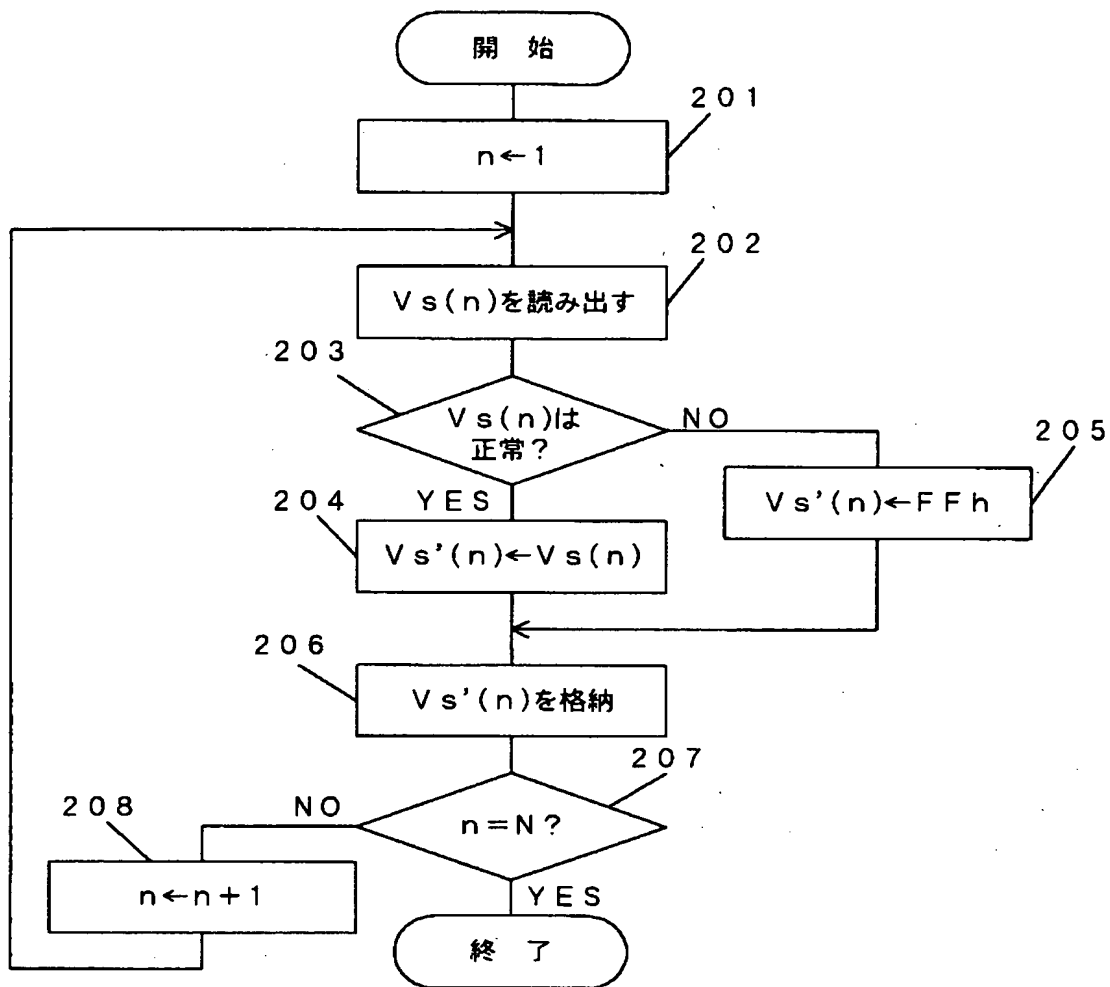 開 始
201
n←1
202
Vs(n)を読み出す
203
Vs(n)は
正常?
NO
205
Vs'(n)←FFh
YES
204
Vs'(n)←Vs(n)
206
Vs'(n)を格納
207
n=N?
NO
208
n←n+1
YES
終 了